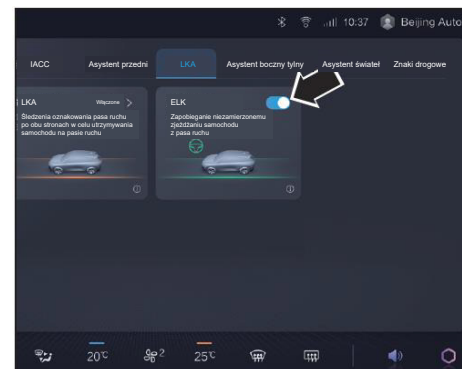 10:37 Beijing Auto
IACC Asystent przedni LKA Asystent boczny tylny Asystent świateł Znaki drogowe
LKA Włączone >
Śledzenia oznakowania pasa ruchu
po obu stronach w celu utrzymywania
samochodu na pasie ruchu
ELK
Zapobieganie niezamierzonemu
zjeżdżaniu samochodu
z pasa ruchu
20°C 2 25°C